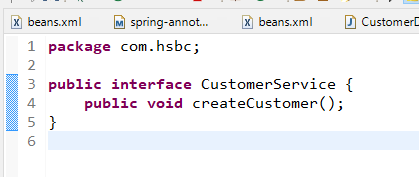 beans.xml spring-annot... beans.xml CustomerD
1 package com.hsbc;
2
3 public interface CustomerService {
4 public void createCustomer();
5 }
6